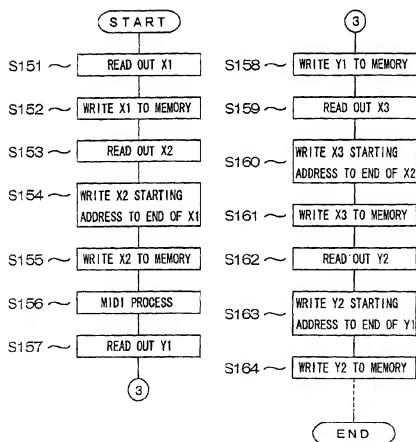 START
S151 READ OUT X1
S152 WRITE X1 TO MEMORY
S153 READ OUT X2
S154 WRITE X2 STARTING
ADDRESS TO END OF X1
S155 WRITE X2 TO MEMORY
S156 MIDI PROCESS
S157 READ OUT Y1
3
3
S158 WRITE Y1 TO MEMORY
S159 READ OUT X3
S160 WRITE X3 STARTING
ADDRESS TO END OF X2
S161 WRITE X3 TO MEMORY
S162 READ OUT Y2
S163 WRITE Y2 STARTING
ADDRESS TO END OF Y1
S164 WRITE Y2 TO MEMORY
END